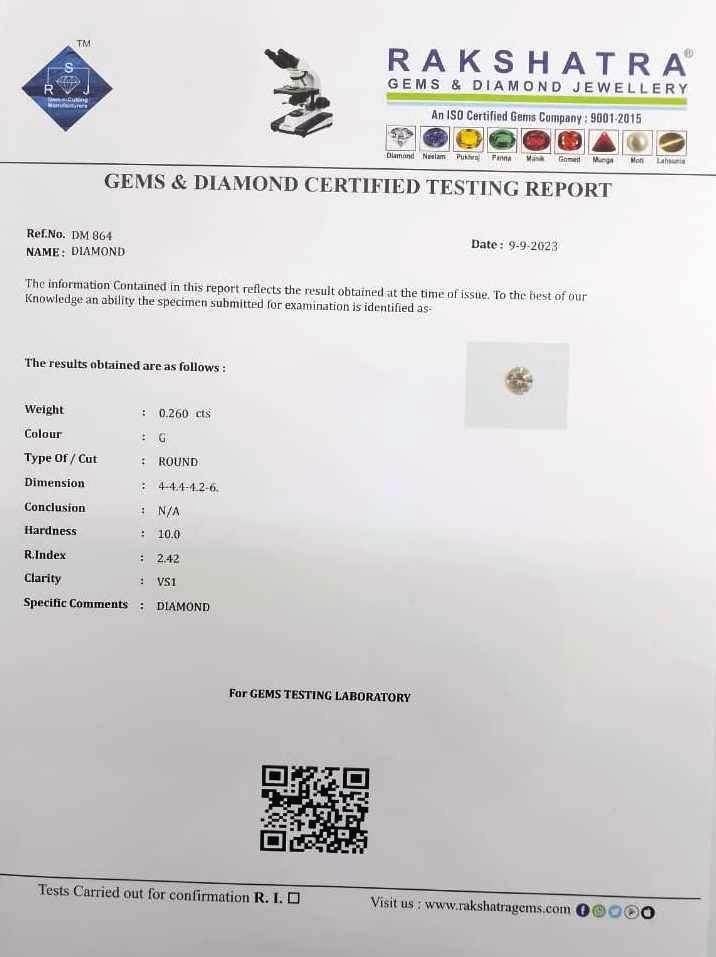 TM
S
R J
RAKSHATRA®
GEMS & DIAMOND JEWELLERY
An ISO Certified Gems Company : 9001-2015
Diamond Neelam Pukhraj Panna Manik Gomed Munga Moti Lahsunia
GEMS & DIAMOND CERTIFIED TESTING REPORT
Ref.No. DM 864
NAME : DIAMOND
Date : 9-9-2023
The information Contained in this report reflects the result obtained at the time of issue. To the best of our
Knowledge an ability the specimen submitted for examination is identified as-
The results obtained are as follows :
Weight : 0.260 cts
Colour : G
Type Of / Cut : ROUND
Dimension : 4-4.4-4.2-6.
Conclusion : N/A
Hardness : 10.0
R.Index : 2.42
Clarity : VS1
Specific Comments : DIAMOND
For GEMS TESTING LABORATORY
Tests Carried out for confirmation R. I. ☐
Visit us : www.rakshatragems.com